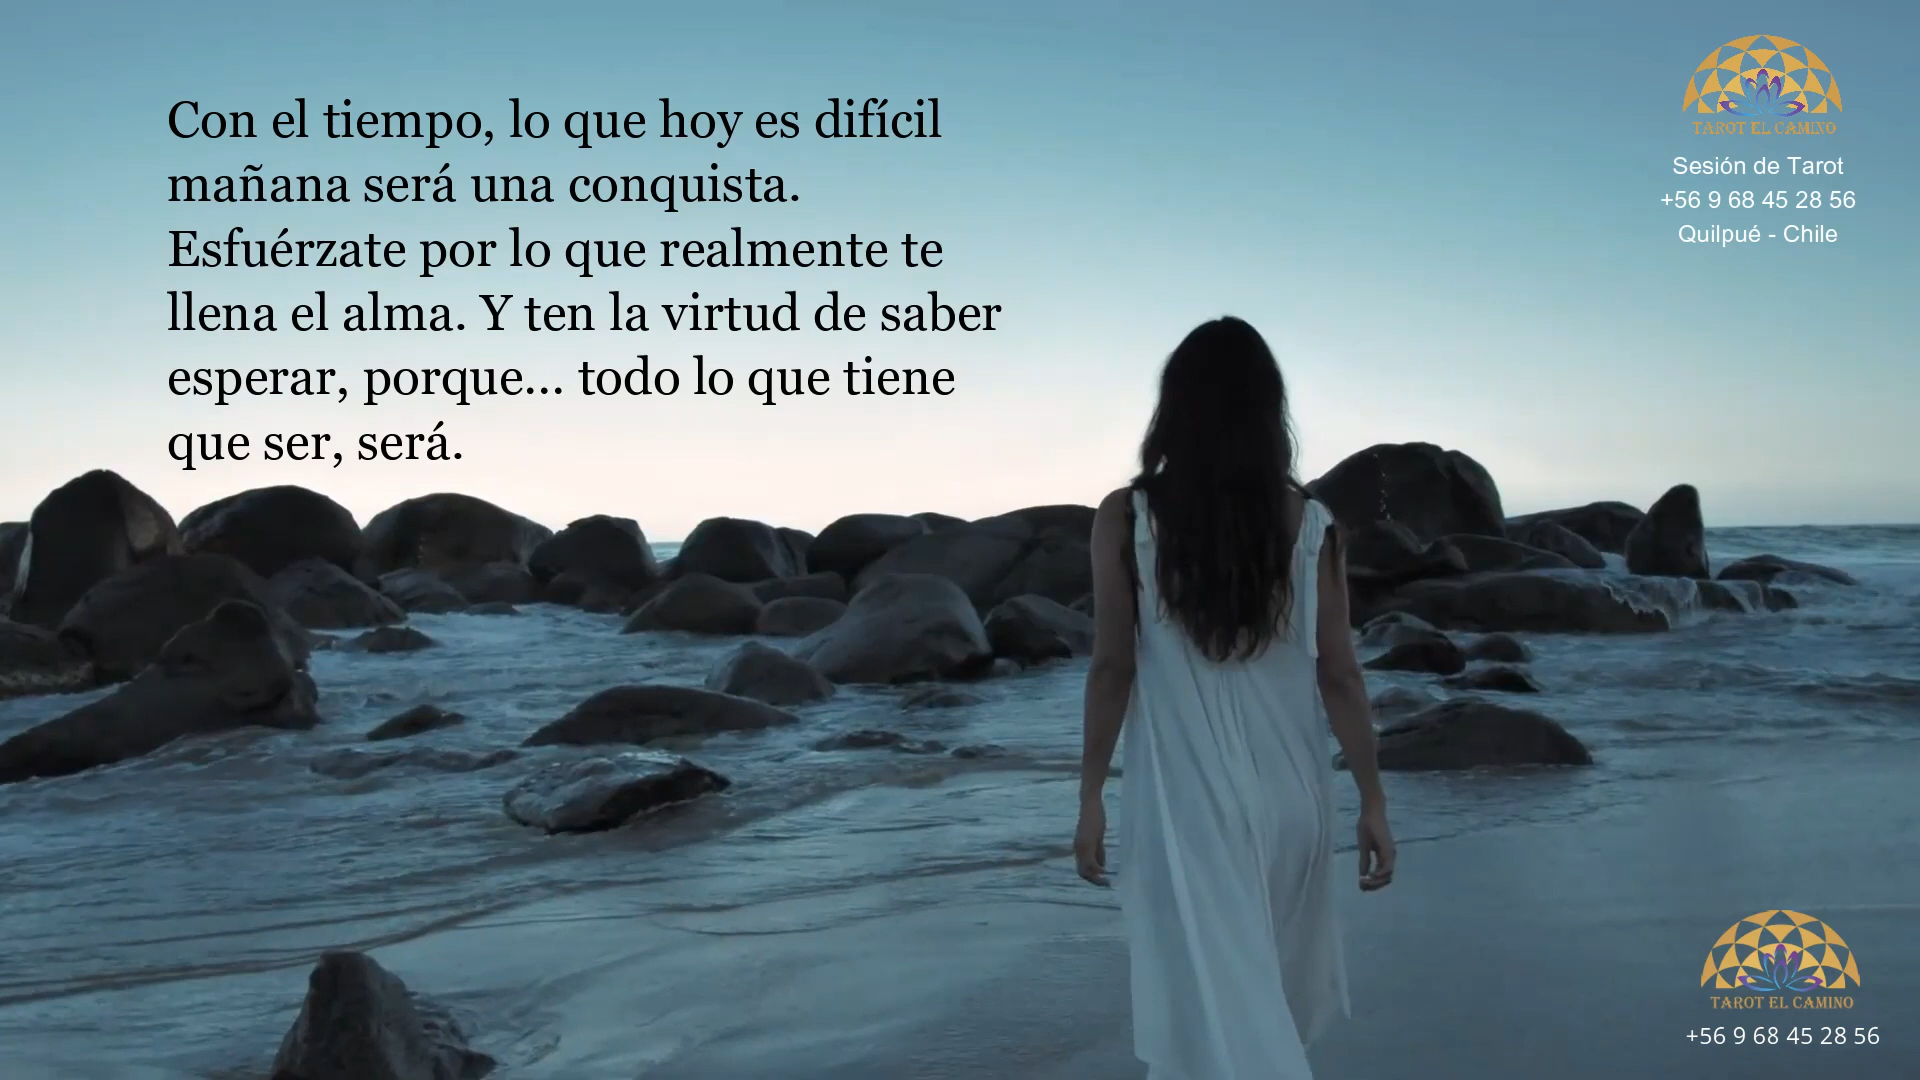 Con el tiempo, lo que hoy es difícil
mañana será una conquista.
Esfuérzate por lo que realmente te
llena el alma. Y ten la virtud de saber
esperar, porque... todo lo que tiene
que ser, será.
TAROT EL CAMINO
Sesión de Tarot
+56 9 68 45 28 56
Quilpué - Chile
TAROT EL CAMINO
+56 9 68 45 28 56